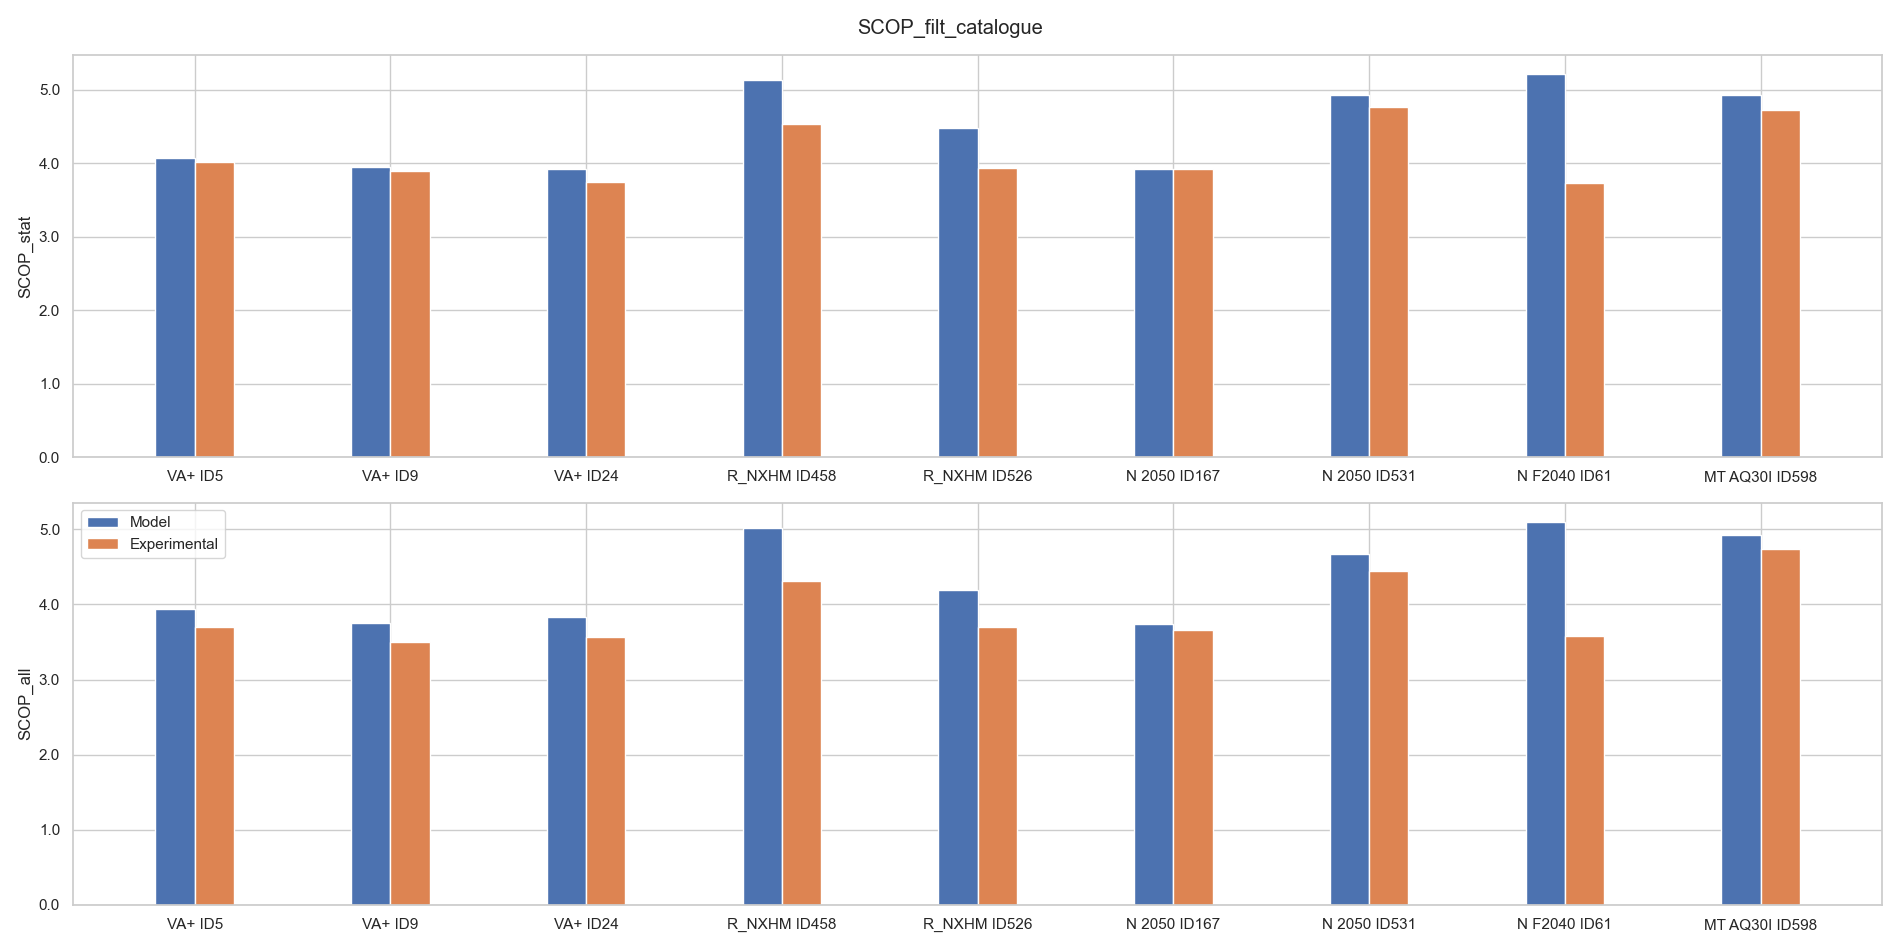 SCOP_filt_catalogue
SCOP_stat
5.0
4.0
3.0
2.0
1.0
0.0
VA+ ID5
VA+ ID9
VA+ ID24
R_NXHM ID458
R_NXHM ID526
N 2050 ID167
N 2050 ID531
N F2040 ID61
MT AQ30I ID598
Model
Experimental
SCOP_all
5.0
4.0
3.0
2.0
1.0
0.0
VA+ ID5
VA+ ID9
VA+ ID24
R_NXHM ID458
R_NXHM ID526
N 2050 ID167
N 2050 ID531
N F2040 ID61
MT AQ30I ID598